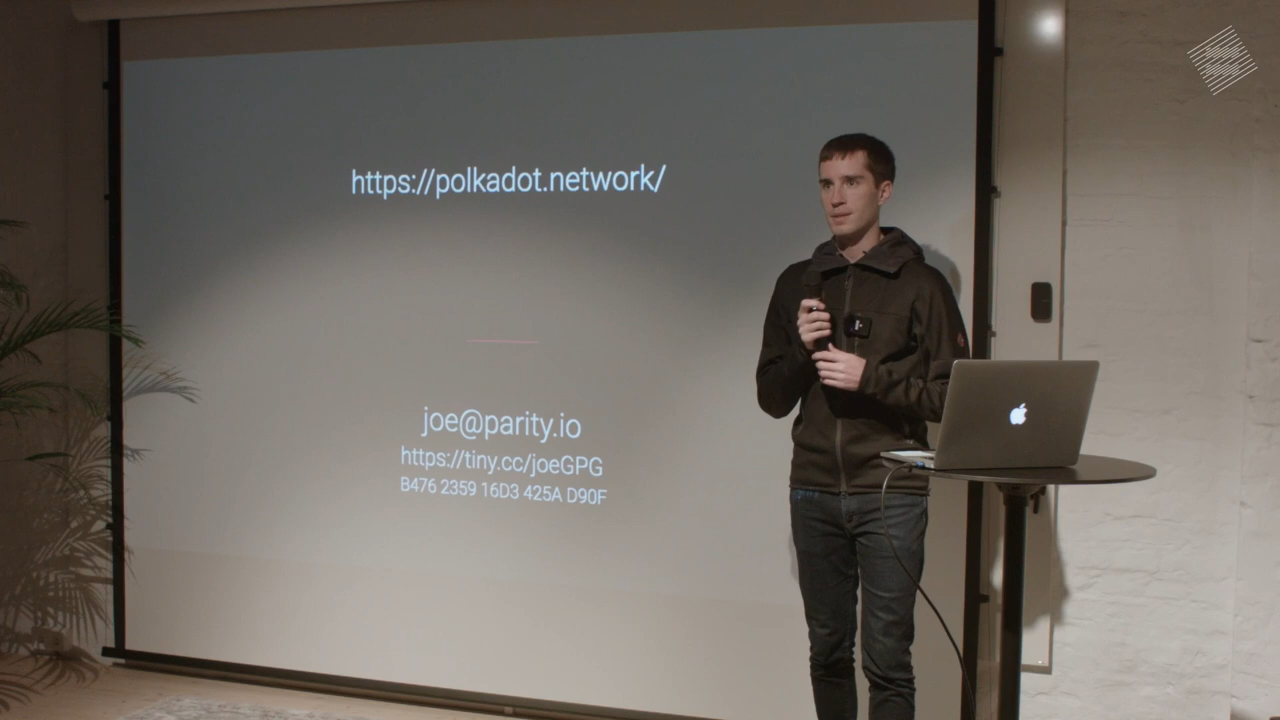 https://polkadot.network/
joe@parity.io
https://tiny.cc/joeGPG
B476 2359 16D3 425A D90F